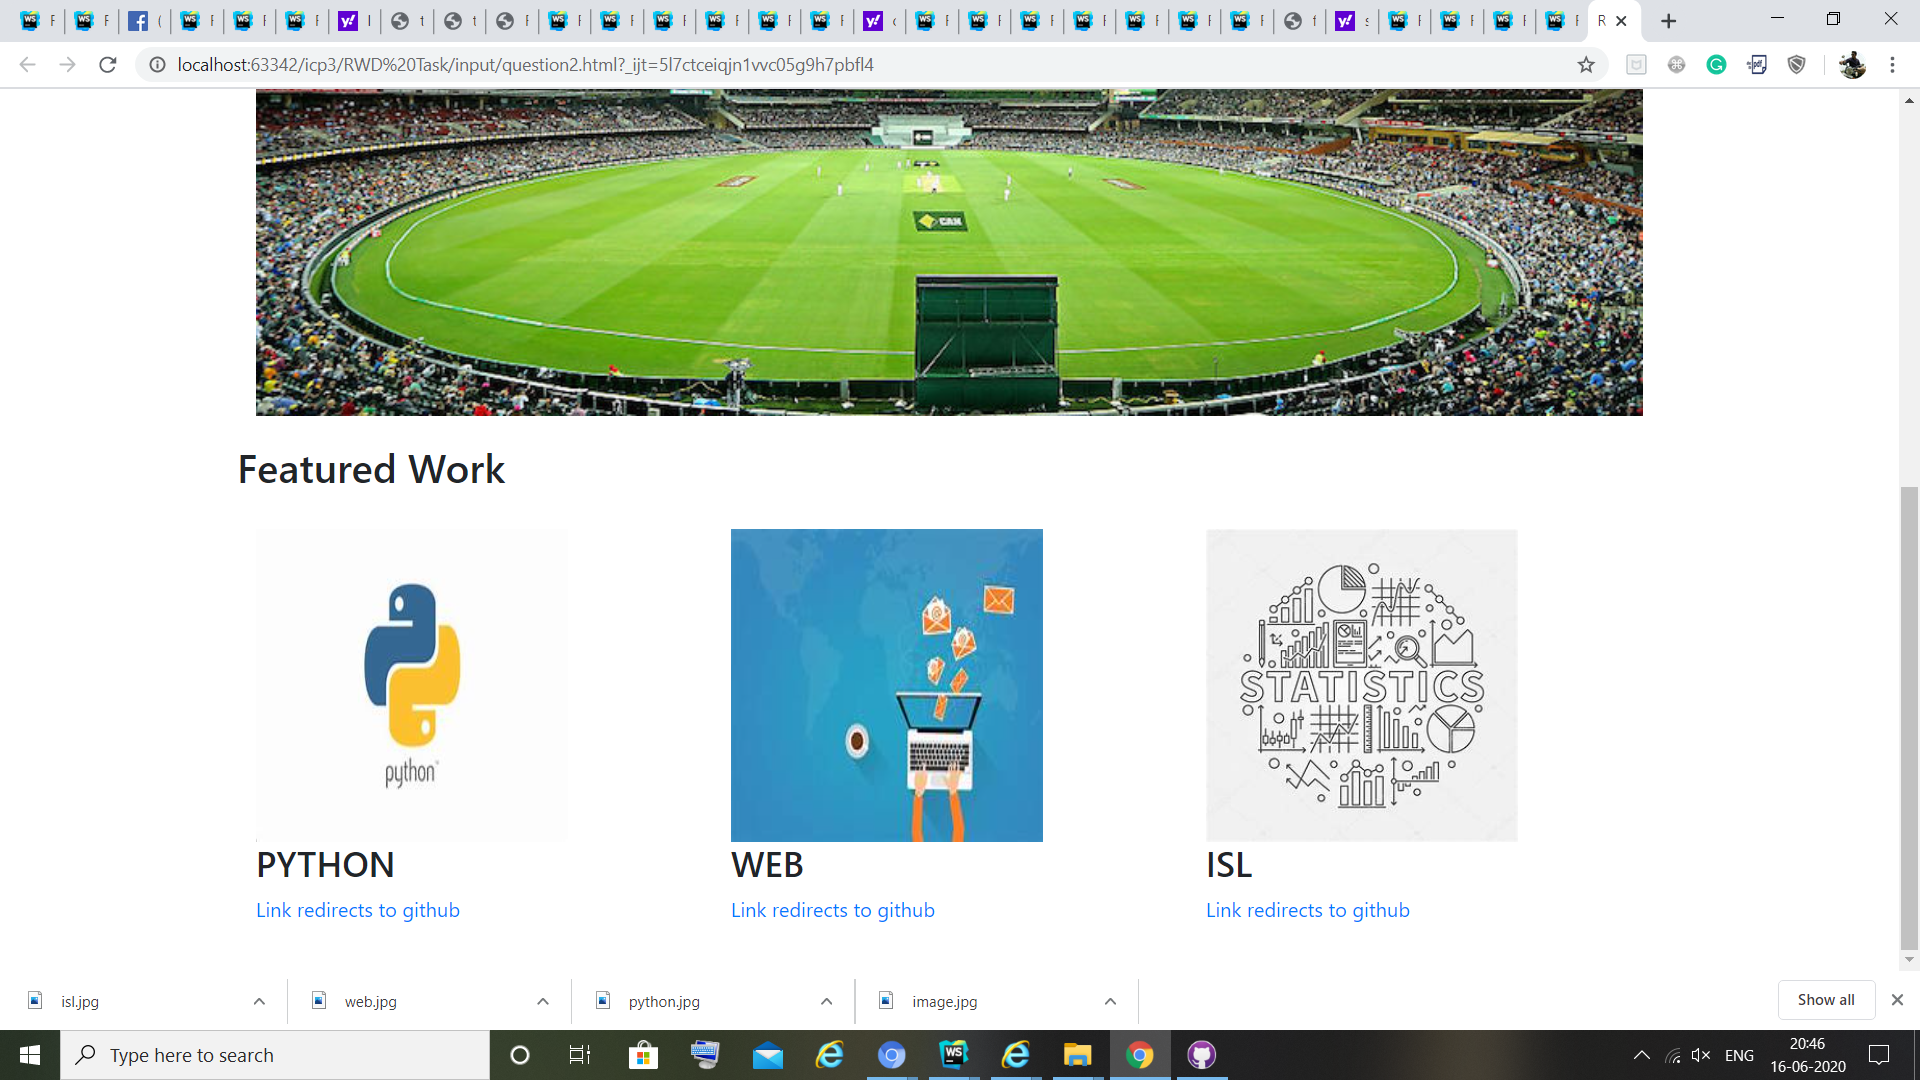 localhost:63342/icp3/RWD%20Task/input/question2.html?_ijt=5l7ctceiqjn1vvc05g9h7pbfl4
Featured Work
python
STATISTICS
PYTHON
WEB
ISL
Link redirects to github
Link redirects to github
Link redirects to github
isl.jpg
web.jpg
python.jpg
image.jpg
Show all
Type here to search
ENG
20:46
16-06-2020